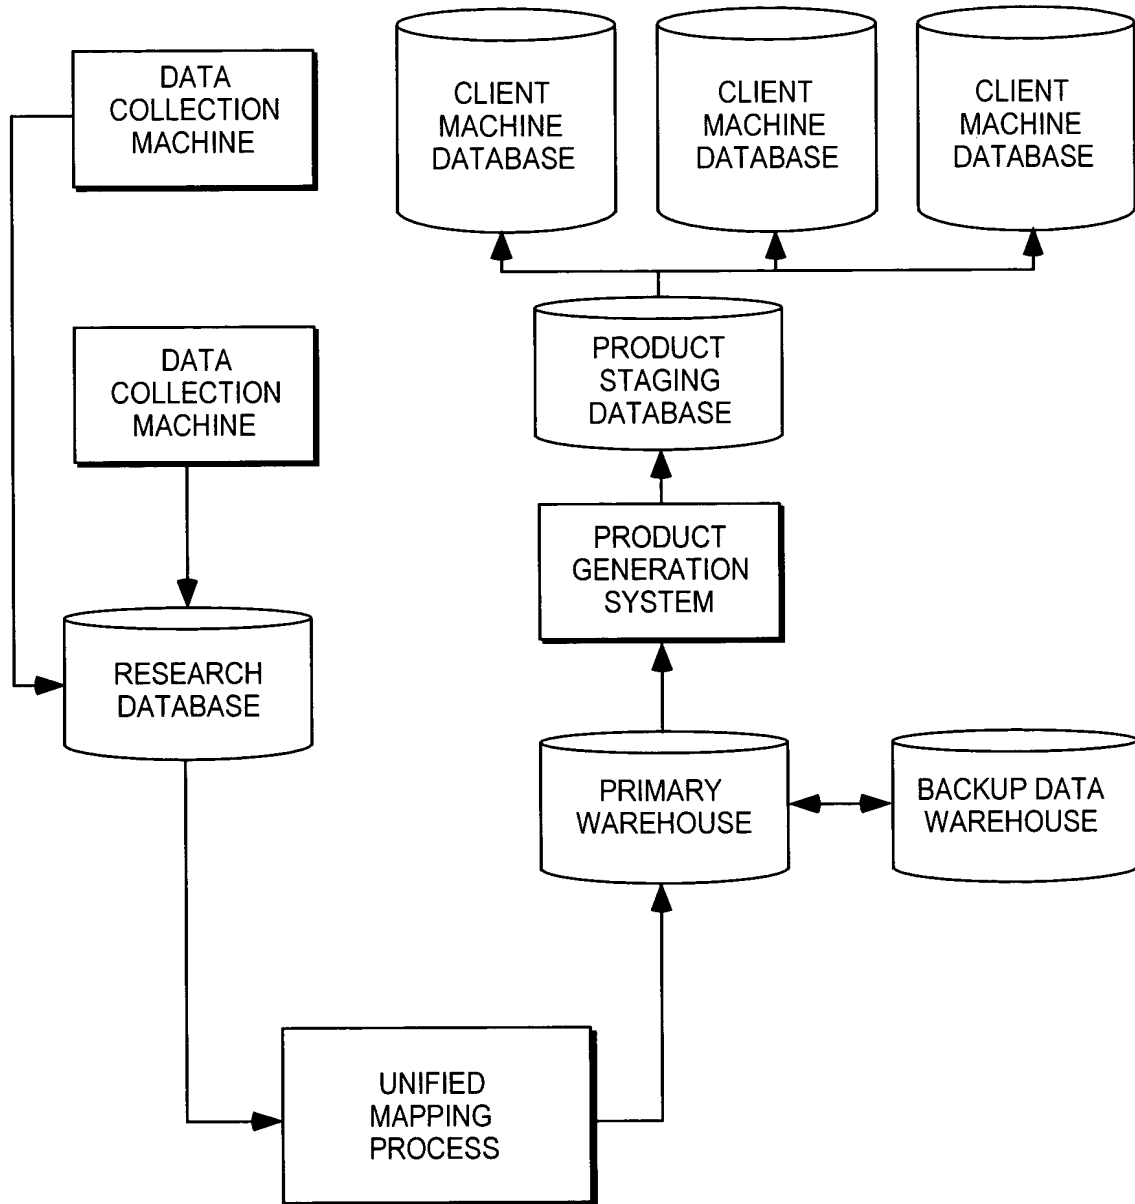 DATA
COLLECTION
MACHINE
CLIENT
MACHINE
DATABASE
CLIENT
MACHINE
DATABASE
CLIENT
MACHINE
DATABASE
DATA
COLLECTION
MACHINE
PRODUCT
STAGING
DATABASE
PRODUCT
GENERATION
SYSTEM
RESEARCH
DATABASE
PRIMARY
WAREHOUSE
BACKUP DATA
WAREHOUSE
UNIFIED
MAPPING
PROCESS